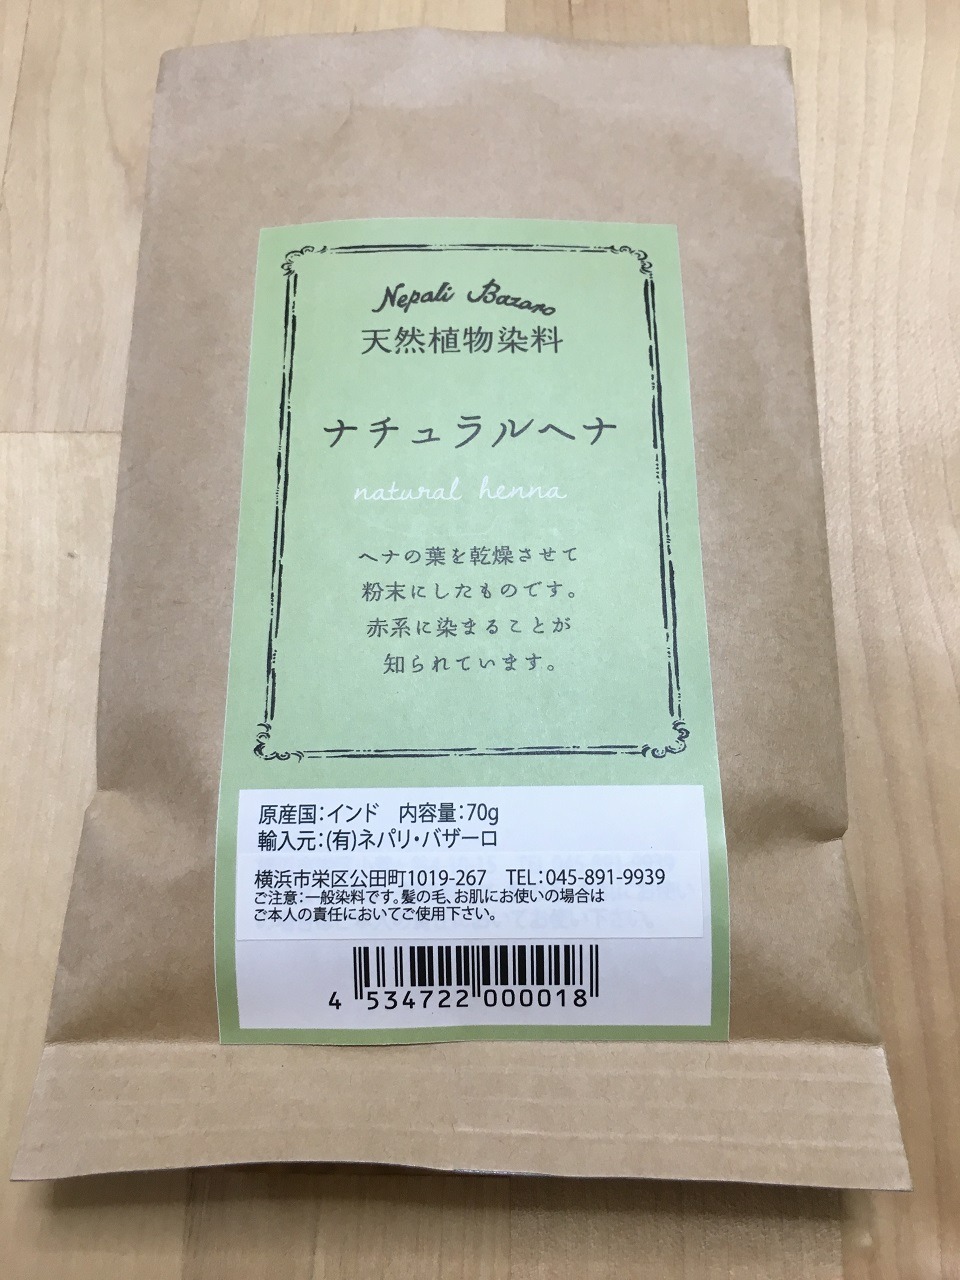 Nepali Bazaro
天然植物染料
ナチュラルヘナ
natural henna
ヘナの葉を乾燥させて
粉末にしたものです。
赤系に染まることが
知られています。
原産国:インド 内容量:70g
輸入元:(有)ネパリ・バザーロ
横浜市栄区公田町1019-267 TEL:045-891-9939
ご注意:一般染料です。髪の毛、お肌にお使いの場合は
ご本人の責任においてご使用下さい。
4 534722 000018